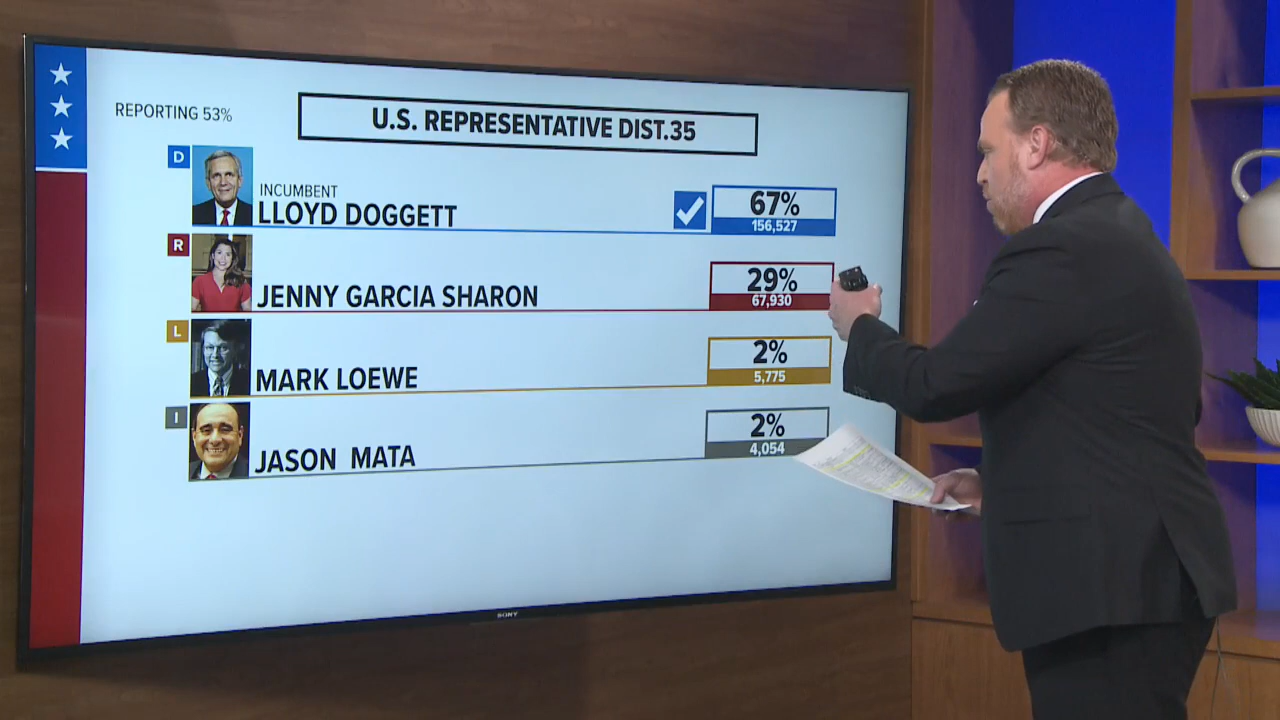 REPORTING 53%
U.S. REPRESENTATIVE DIST.35
D
INCUMBENT
LLOYD DOGGETT
67%
156,527
R
JENNY GARCIA SHARON
29%
67,930
L
MARK LOEWE
2%
5,775
I
JASON MATA
2%
4,054
SONY